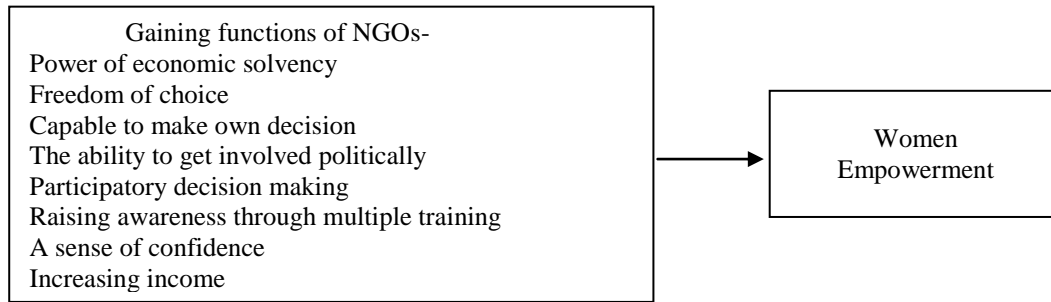 Gaining functions of NGOs-
Power of economic solvency
Freedom of choice
Capable to make own decision
The ability to get involved politically
Participatory decision making
Raising awareness through multiple training
A sense of confidence
Increasing income
Women
Empowerment